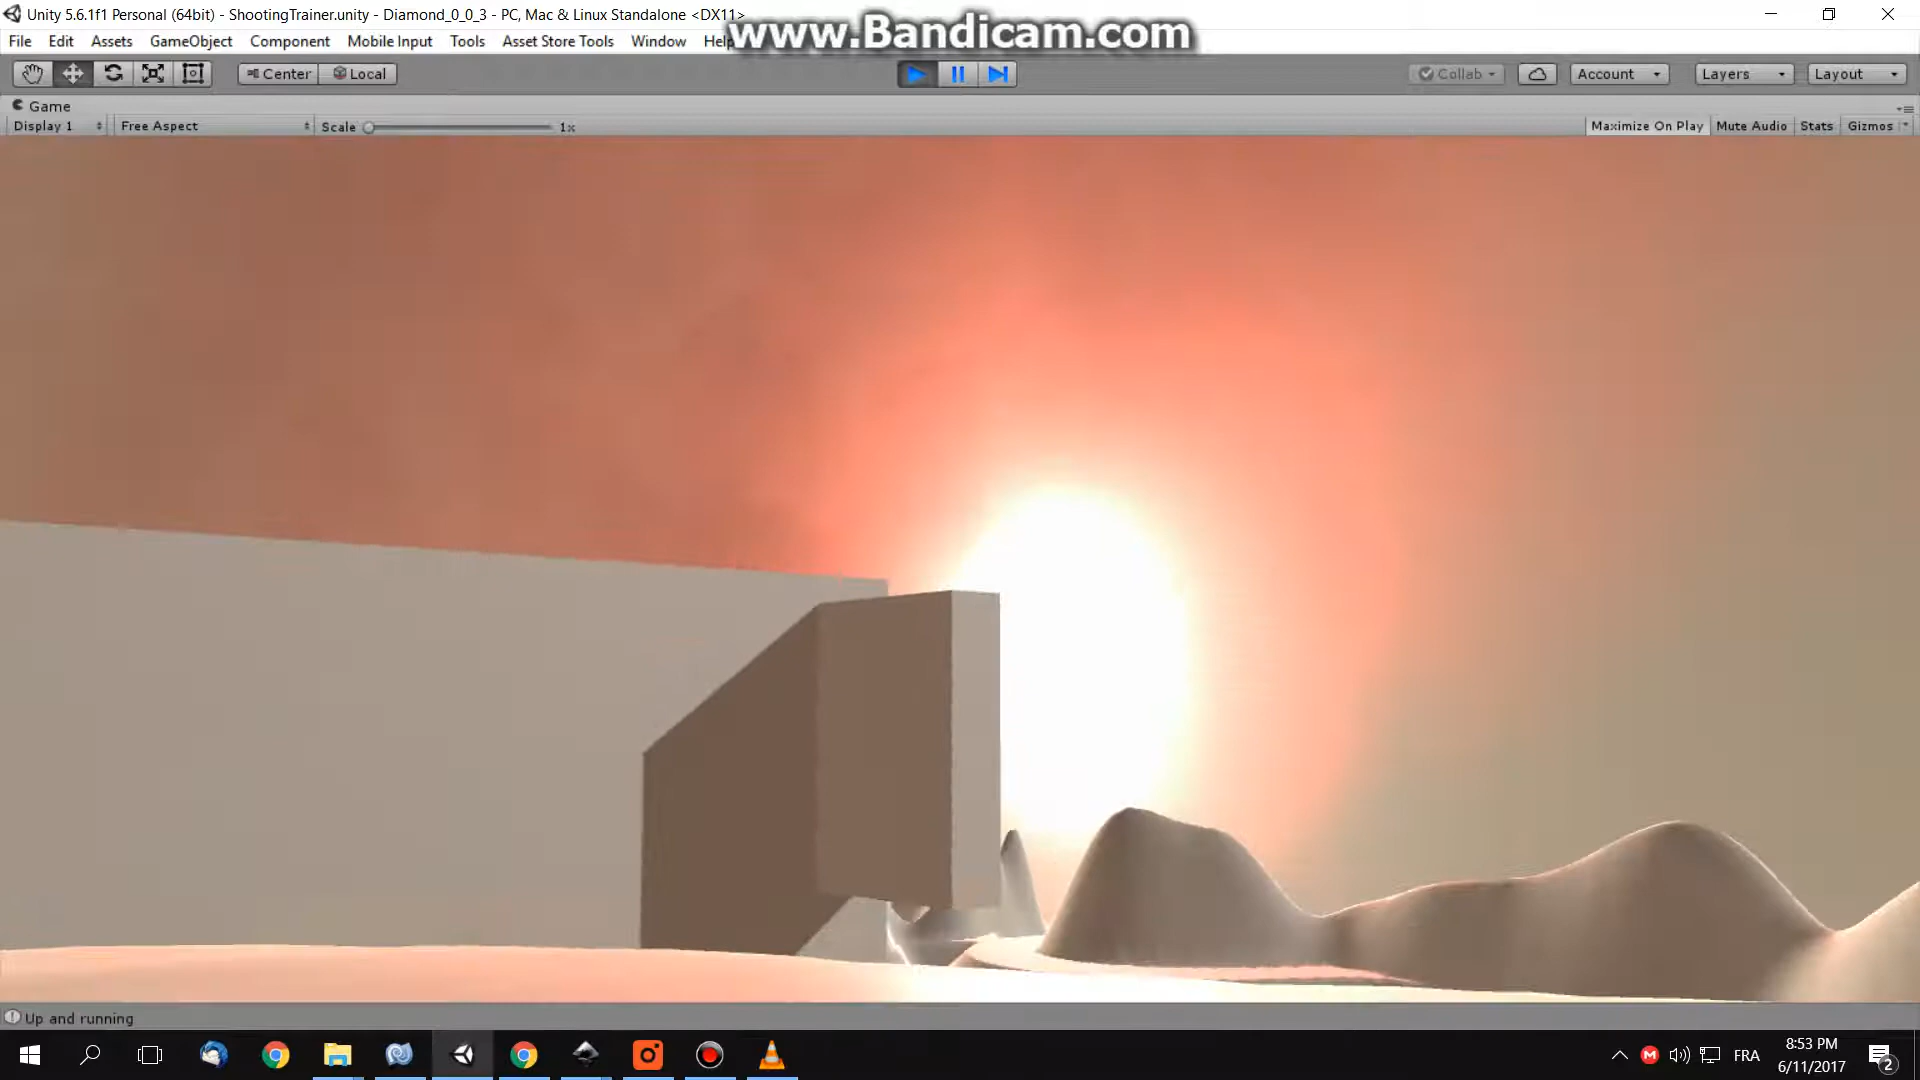 Unity 5.6.1f1 Personal (64bit) - ShootingTrainer.unity - Diamond_0_0_3 - PC, Mac & Linux Standalone <DX11>
www.Bandicam.com
File Edit Assets GameObject Component Mobile Input Tools Asset Store Tools Window Help
Center Local Collab Account Layers Layout
Game
Display 1 Free Aspect Scale 1x Maximize On Play Mute Audio Stats Gizmos
Up and running
8:53 PM
FRA
6/11/2017
2